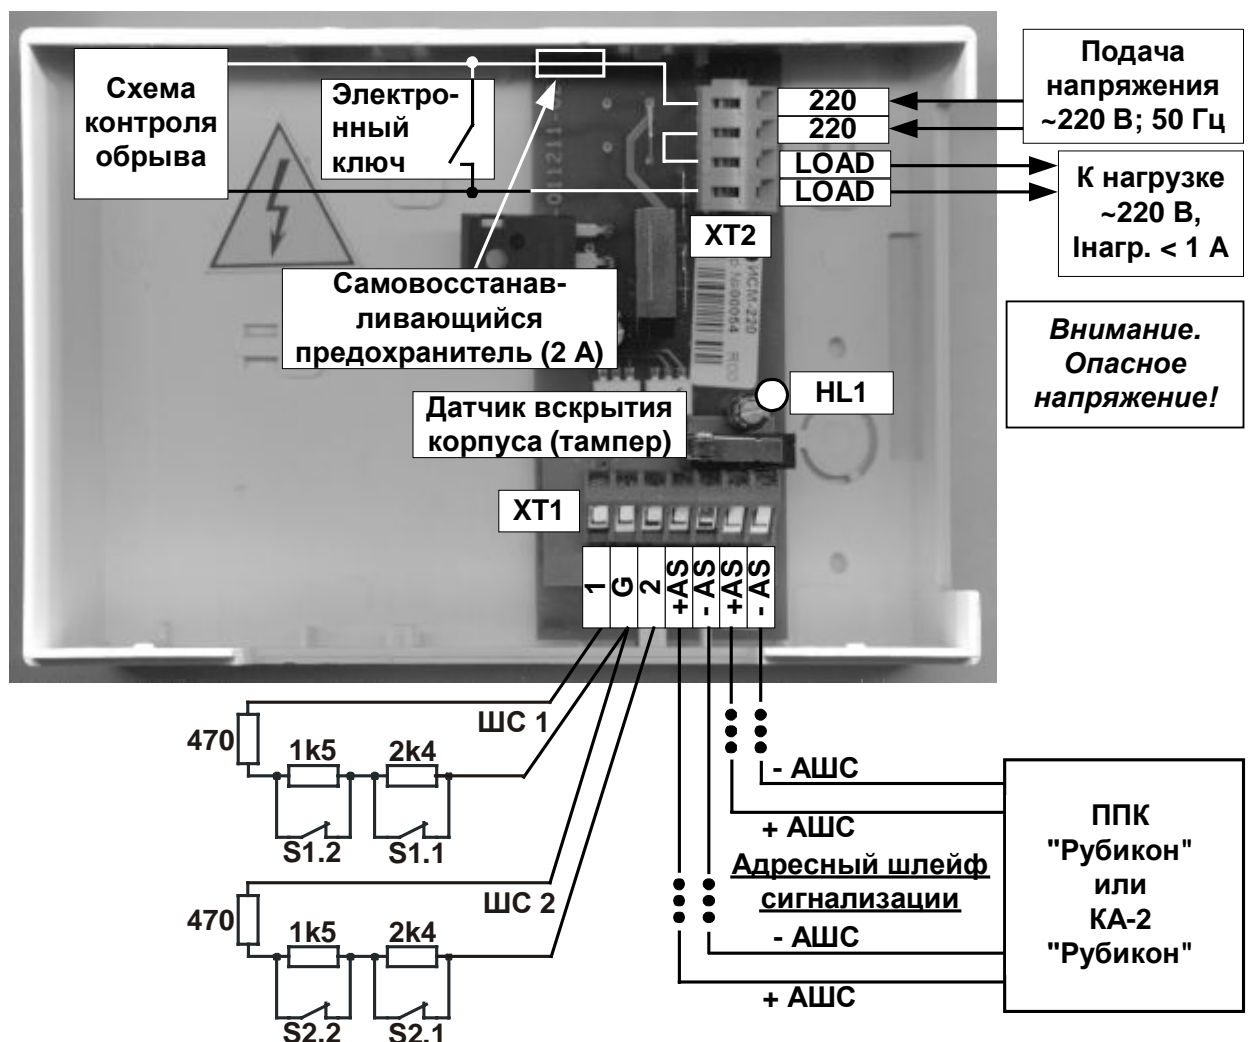 Схема
контроля
обрыва
Электро-
нный
ключ
220
220
LOAD
LOAD
Подача
напряжения
~220 В; 50 Гц
К нагрузке
~220 В,
Iнагр. < 1 А
XT2
Самовосстанав-
ливающийся
предохранитель (2 А)
ИСМ-220
Внимание.
Опасное
напряжение!
HL1
Датчик вскрытия
корпуса (тампер)
XT1
1
G
2
+AS
- AS
+AS
- AS
ШС 1
470
1k5
2k4
S1.2
S1.1
ШС 2
470
1k5
2k4
S2.2
S2.1
- АШС
+ АШС
Адресный шлейф
сигнализации
- АШС
+ АШС
ППК
"Рубикон"
или
КА-2
"Рубикон"